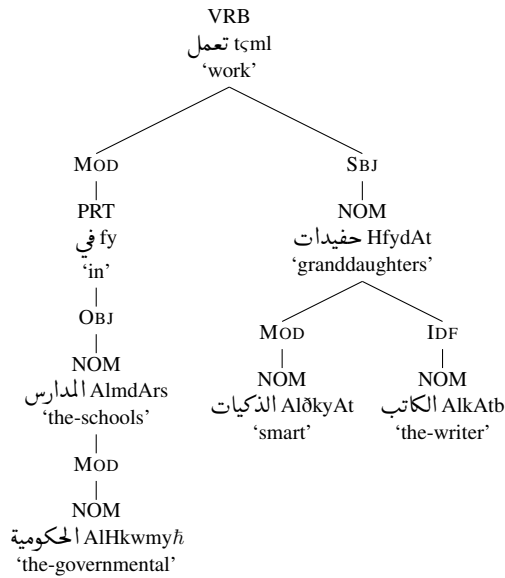 VRB
تعمل tςml
‘work’
MOD
SBJ
PRT
NOM
في fy
حفيدات HfydAt
‘in’
‘granddaughters’
OBJ
MOD
IDF
NOM
NOM
NOM
المدارس AlmdArs
الذكيات AlðkyAt
الكاتب AlkAtb
‘the-schools’
‘smart’
‘the-writer’
MOD
NOM
الحكومية AlHkwmyħ
‘the-governmental’